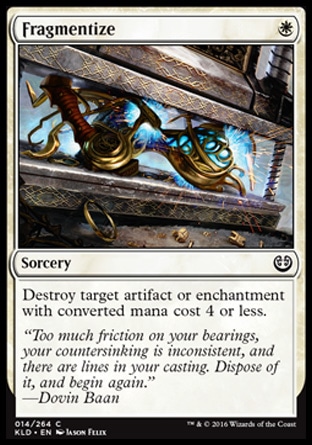 Fragmentize
Sorcery
Destroy target artifact or enchantment
with converted mana cost 4 or less.
“Too much friction on your bearings,
your countersinking is inconsistent, and
there are lines in your casting. Dispose of
it, and begin again.”
—Dovin Baan
014/264 C
KLD • EN Jason Felix
™ & © 2016 Wizards of the Coast